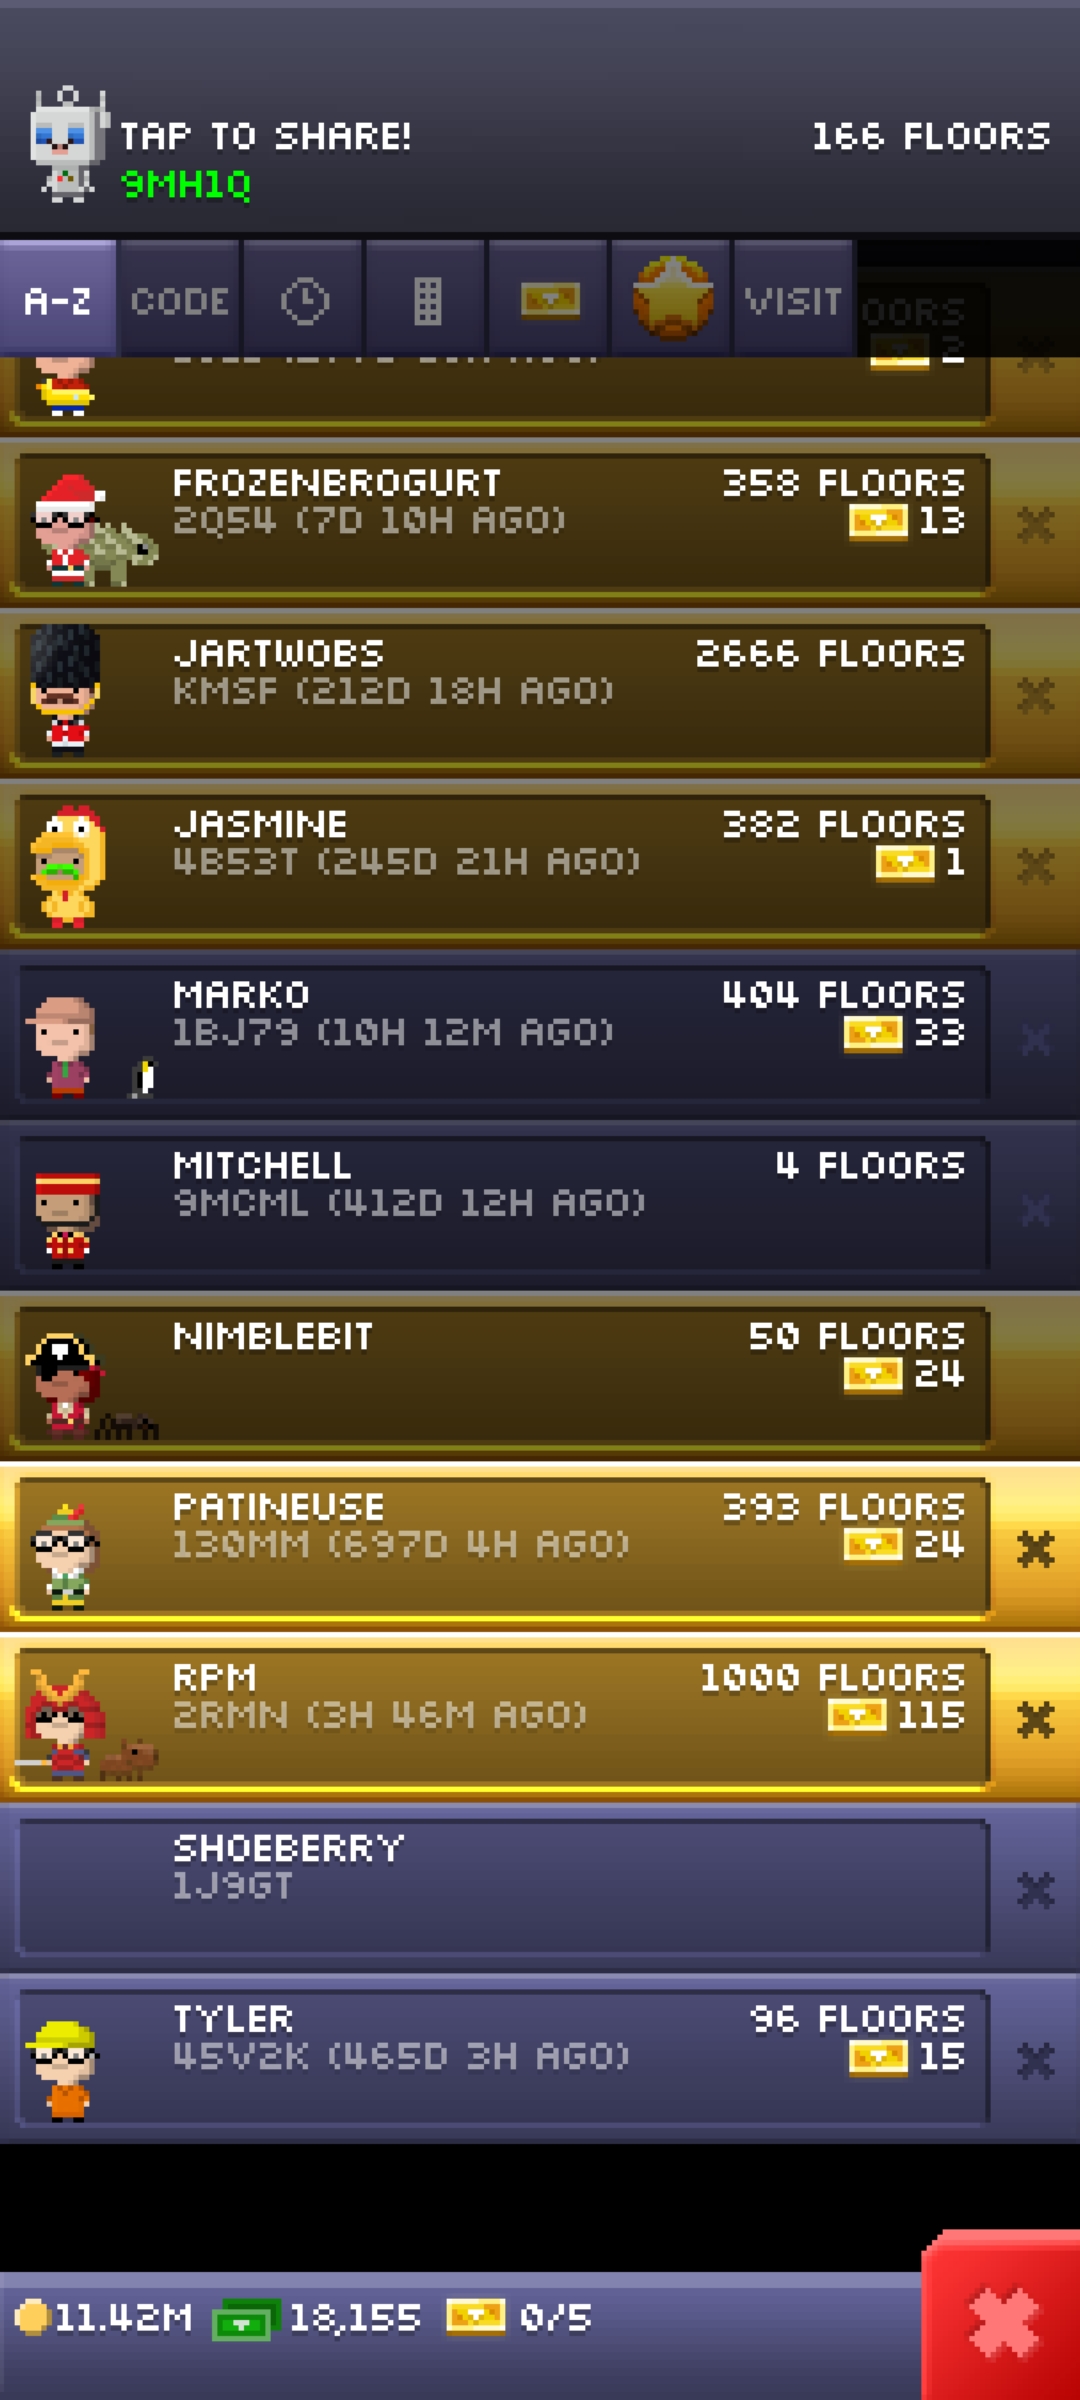 TAP TO SHARE!
166 FLOORS
9MH1Q
A-Z CODE VISIT
OORS
2
FROZENBROGURT 358 FLOORS
2Q54 (7D 10H AGO) 13
JARTWOBS 2666 FLOORS
KMSF (212D 18H AGO)
JASMINE 382 FLOORS
4B53T (245D 21H AGO) 1
MARKO 404 FLOORS
1BJ79 (10H 12M AGO) 33
MITCHELL 4 FLOORS
9MCML (412D 12H AGO)
NIMBLEBIT 50 FLOORS
24
PATINEUSE 393 FLOORS
130MM (697D 4H AGO) 24
RPM 1000 FLOORS
2RMN (3H 46M AGO) 115
SHOEBERRY
1J9GT
TYLER 96 FLOORS
45V2K (465D 3H AGO) 15
11.42M 18,155 0/5